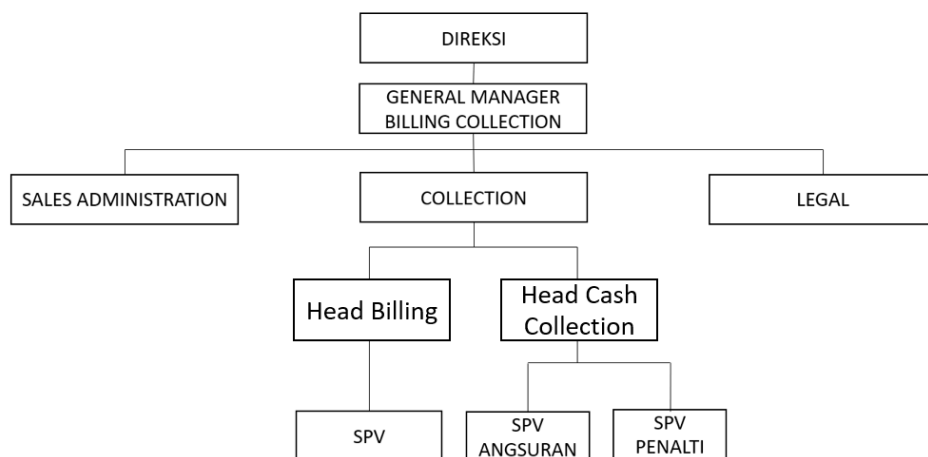 DIREKSI
GENERAL MANAGER
BILLING COLLECTION
SALES ADMINISTRATION
COLLECTION
LEGAL
Head Billing
Head Cash
Collection
SPV
SPV
ANGSURAN
SPV
PENALTI